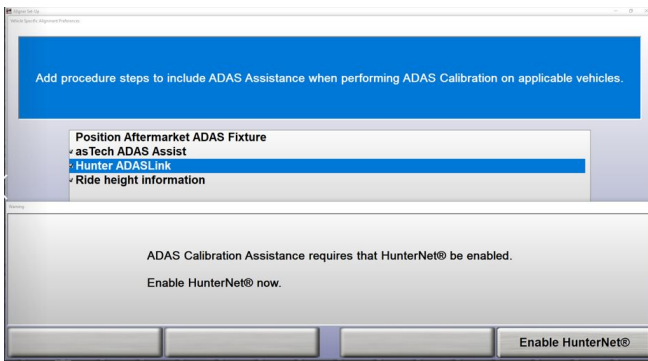 Aligner Set-Up
Vehicle Specific Alignment Preferences
Add procedure steps to include ADAS Assistance when performing ADAS Calibration on applicable vehicles.
Position Aftermarket ADAS Fixture
asTech ADAS Assist
Hunter ADASLink
Ride height information
Warning
ADAS Calibration Assistance requires that HunterNet® be enabled.
Enable HunterNet® now.
Enable HunterNet®